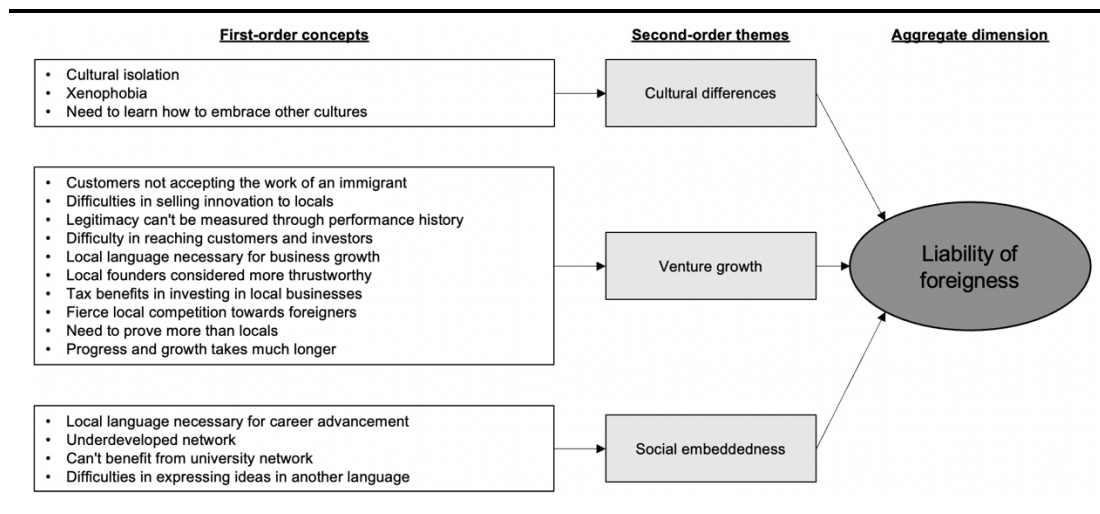 First-order concepts
Second-order themes
Aggregate dimension
• Cultural isolation
• Xenophobia
• Need to learn how to embrace other cultures
Cultural differences
• Customers not accepting the work of an immigrant
• Difficulties in selling innovation to locals
• Legitimacy can't be measured through performance history
• Difficulty in reaching customers and investors
• Local language necessary for business growth
• Local founders considered more thrustworthy
• Tax benefits in investing in local businesses
• Fierce local competition towards foreigners
• Need to prove more than locals
• Progress and growth takes much longer
Venture growth
Liability of
foreigness
• Local language necessary for career advancement
• Underdeveloped network
• Can't benefit from university network
• Difficulties in expressing ideas in another language
Social embeddedness